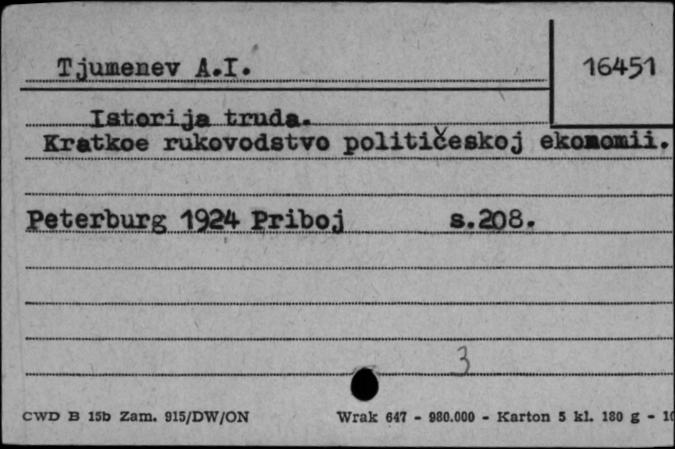 Tjumenev A.I.
16451
Istorija truda.
Kratkoe rukovodstvo političeskoj ekonomii.
Peterburg 1924 Priboj s.208.
3
CWD B 15b Zam. 915/DW/ON Wrak 647 - 980.000 - Karton 5 kl. 180 g - 10